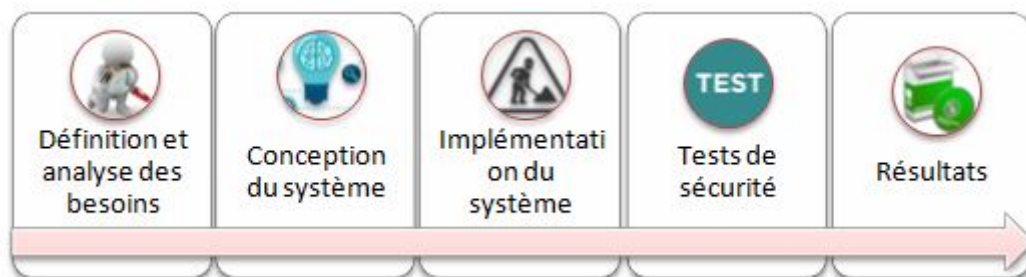 Définition et
analyse des
besoins
Conception
du système
Implémentati
on du
système
TEST
Tests de
sécurité
Résultats